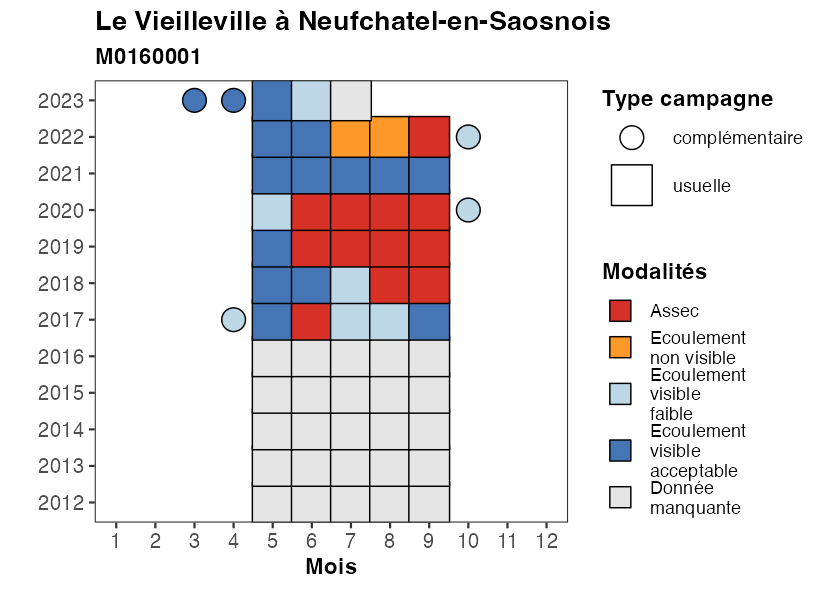 Le Vieilleville à Neufchatel-en-Saosnois
M0160001
2023
2022
2021
2020
2019
2018
2017
2016
2015
2014
2013
2012
1 2 3 4 5 6 7 8 9 10 11 12
Mois
Type campagne
complémentaire
usuelle
Modalités
Assec
Ecoulement
non visible
Ecoulement
visible
faible
Ecoulement
visible
acceptable
Donnée
manquante